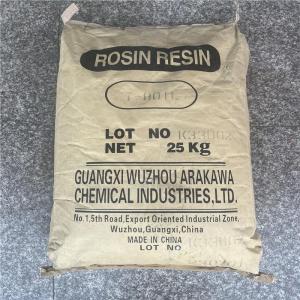 ROSIN RESIN
LOT NO
NET 25 Kg
GUANGXI WUZHOU ARAKAWA
CHEMICAL INDUSTRIES,LTD.
No.1,5th Road,Export Oriented Industrial Zone,
Wuzhou,Guangxi,China
MADE IN CHINA
LOT NO